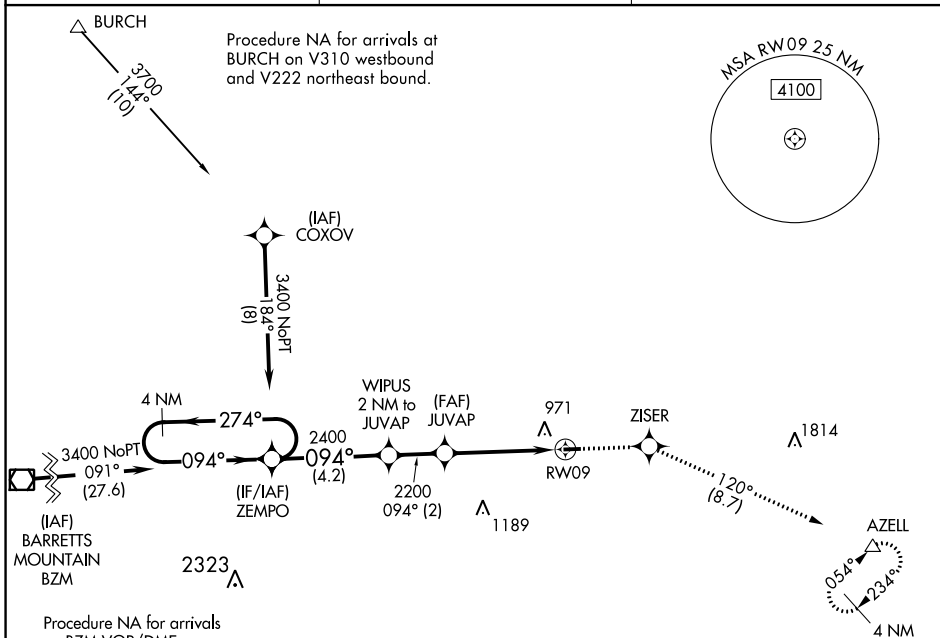 BURCH
Procedure NA for arrivals at
BURCH on V310 westbound
and V222 northeast bound.
MSA RW09 25 NM
4100
3700
144°
(10)
(IAF)
COXOV
3400 NoPT
184°
(8)
4 NM
274°
094°
3400 NoPT
091°
(27.6)
(IAF)
BARRETTS
MOUNTAIN
BZM
(IF/IAF)
ZEMPO
2400
094°
(4.2)
WIPUS
2 NM to
JUVAP
(FAF)
JUVAP
2200
094° (2)
971
RW09
ZISER
1814
1189
120°
(8.7)
AZELL
054°
234°
4 NM
2323
Procedure NA for arrivals
BZM VOR/DME